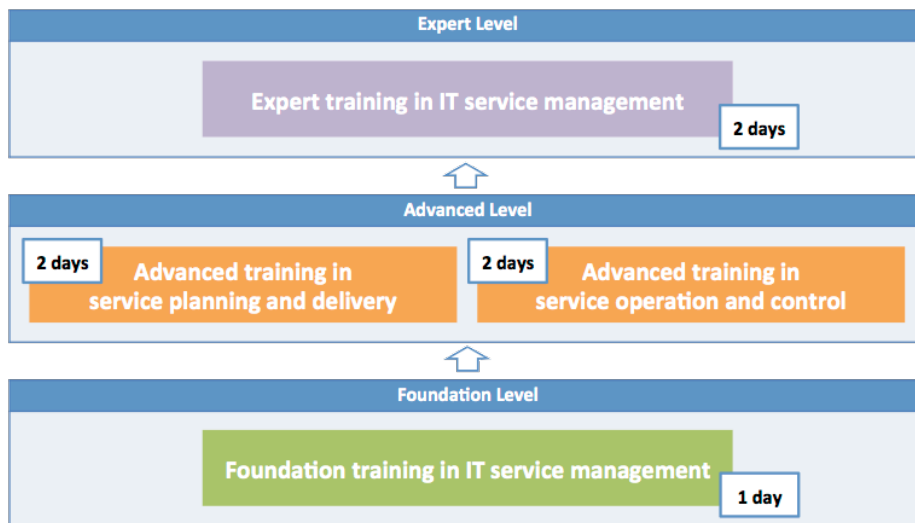 Expert Level
Expert training in IT service management
2 days
Advanced Level
2 days
Advanced training in
service planning and delivery
2 days
Advanced training in
service operation and control
Foundation Level
Foundation training in IT service management
1 day